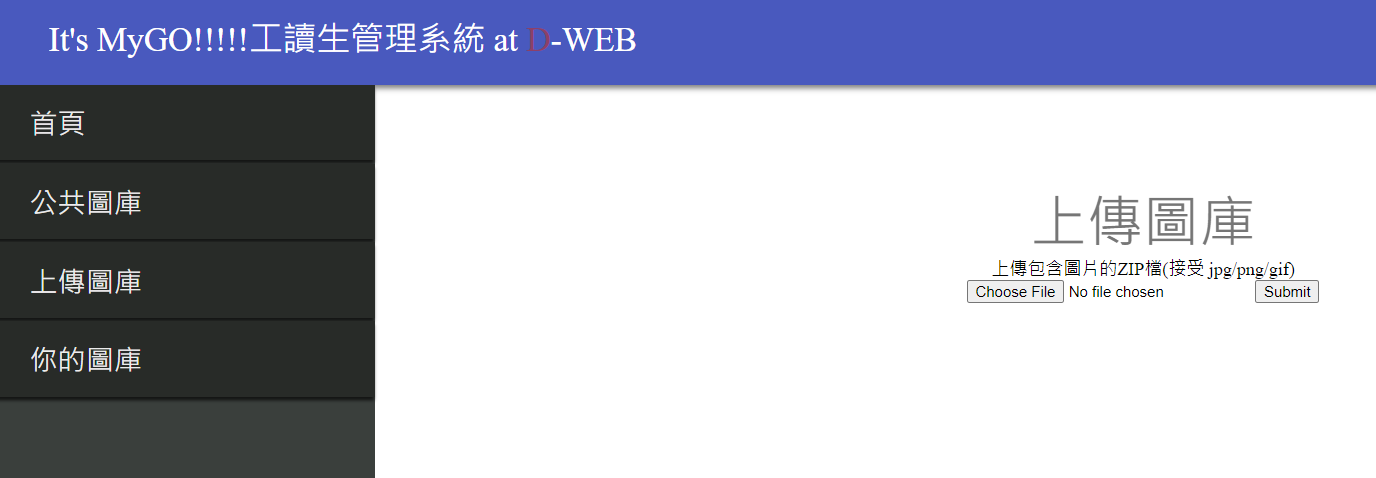 It's MyGO!!!!!工讀生管理系統 at D-WEB
首頁
公共圖庫
上傳圖庫
你的圖庫
上傳圖庫
上傳包含圖片的ZIP檔(接受 jpg/png/gif)
Choose File No file chosen Submit